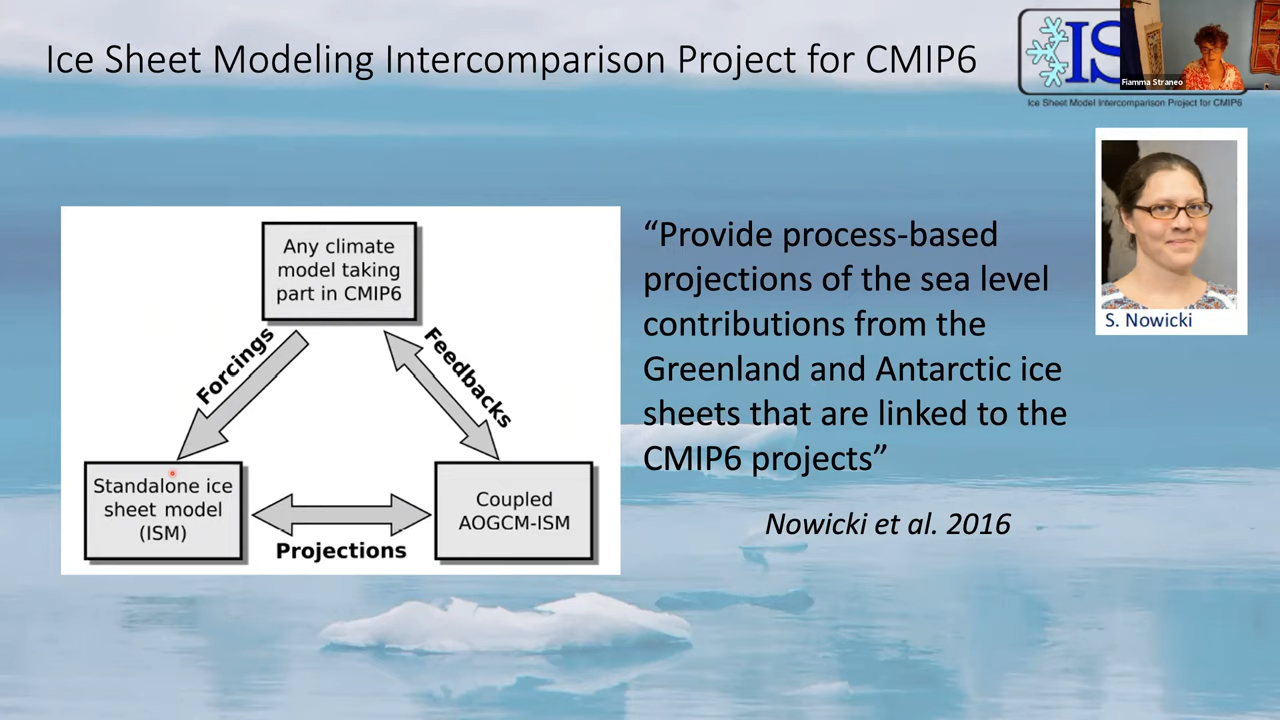 Ice Sheet Modeling Intercomparison Project for CMIP6
IS
Fiamma Straneo
Ice Sheet Model Intercomparison Project for CMIP6
S. Nowicki
Any climate
model taking
part in CMIP6
Forcings
Feedbacks
Standalone ice
sheet model
(ISM)
Coupled
AOGCM-ISM
Projections
“Provide process-based
projections of the sea level
contributions from the
Greenland and Antarctic ice
sheets that are linked to the
CMIP6 projects”
Nowicki et al. 2016